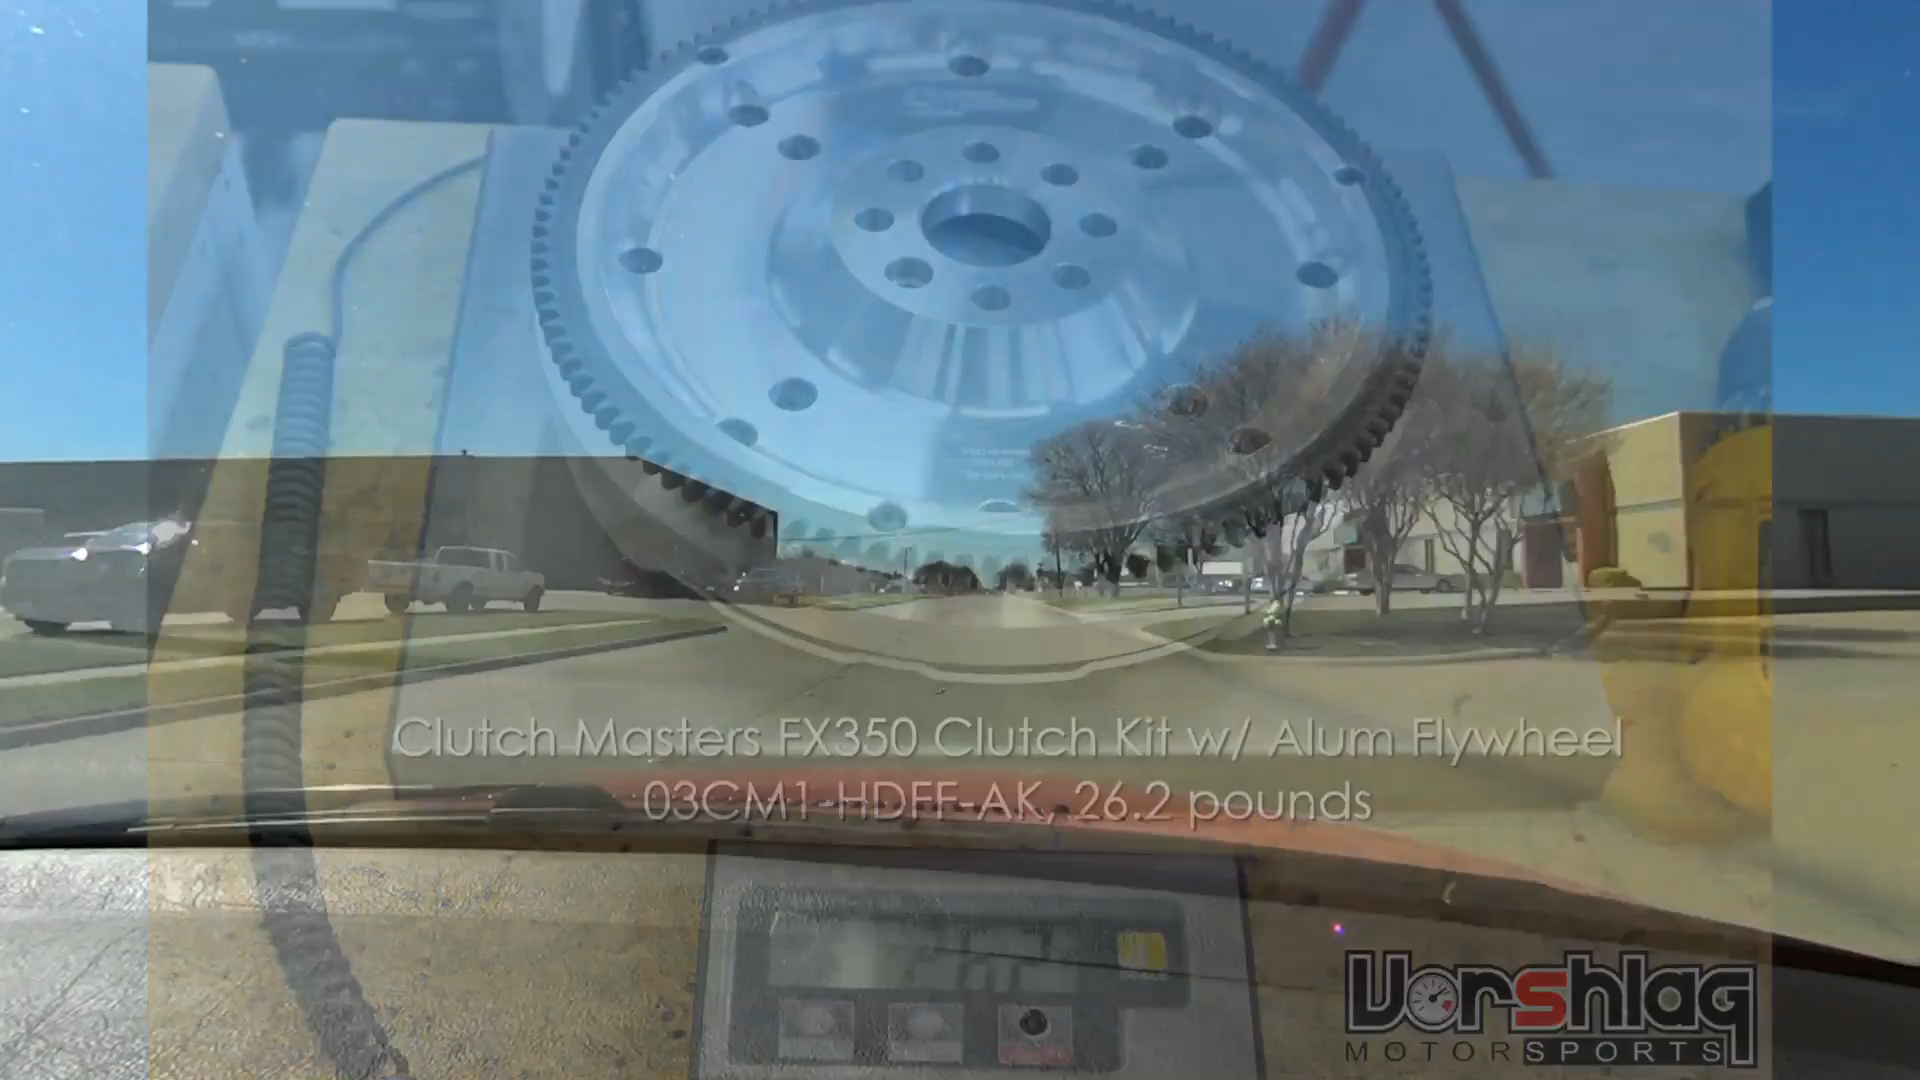 Clutch Masters FX350 Clutch Kit w/ Alum Flywheel
03CM1-HDFF-AK, 26.2 pounds
Vorshlag
MOTORSPORTS